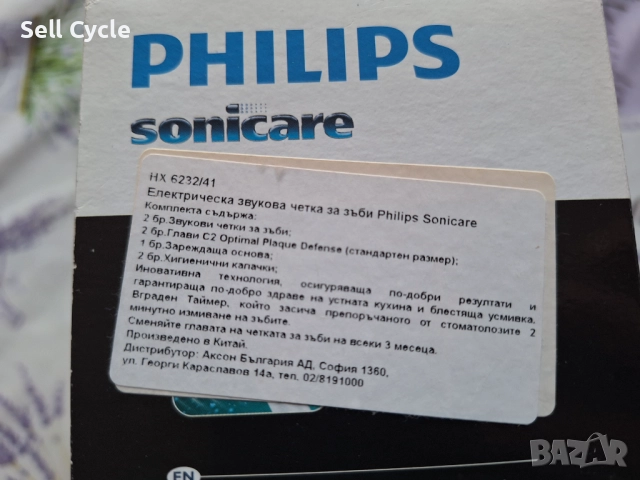 Sell Cycle
PHILIPS
sonicare
HX 6232/41
Електрическа звукова четка за зъби Philips Sonicare
Комплекта съдържа:
2 бр.Звукови четки за зъби;
2 бр.Глави C2 Optimal Plaque Defense (стандартен размер);
1 бр.Зареждаща основа;
2 бр.Хигиенични капачки;
Иновативна технология, осигуряваща по-добри резултати и
гарантираща по-добро здраве на устната кухина и блестяща усмивка.
Вграден Таймер, който засича препоръчаното от стоматолозите 2
минутно измиване на зъбите.
Сменяйте главата на четката за зъби на всеки 3 месеца.
Произведено в Китай.
Дистрибутор: Аксон България АД, София 1360,
ул. Георги Караславов 14а, тел. 02/8191000
EN
BAZAR